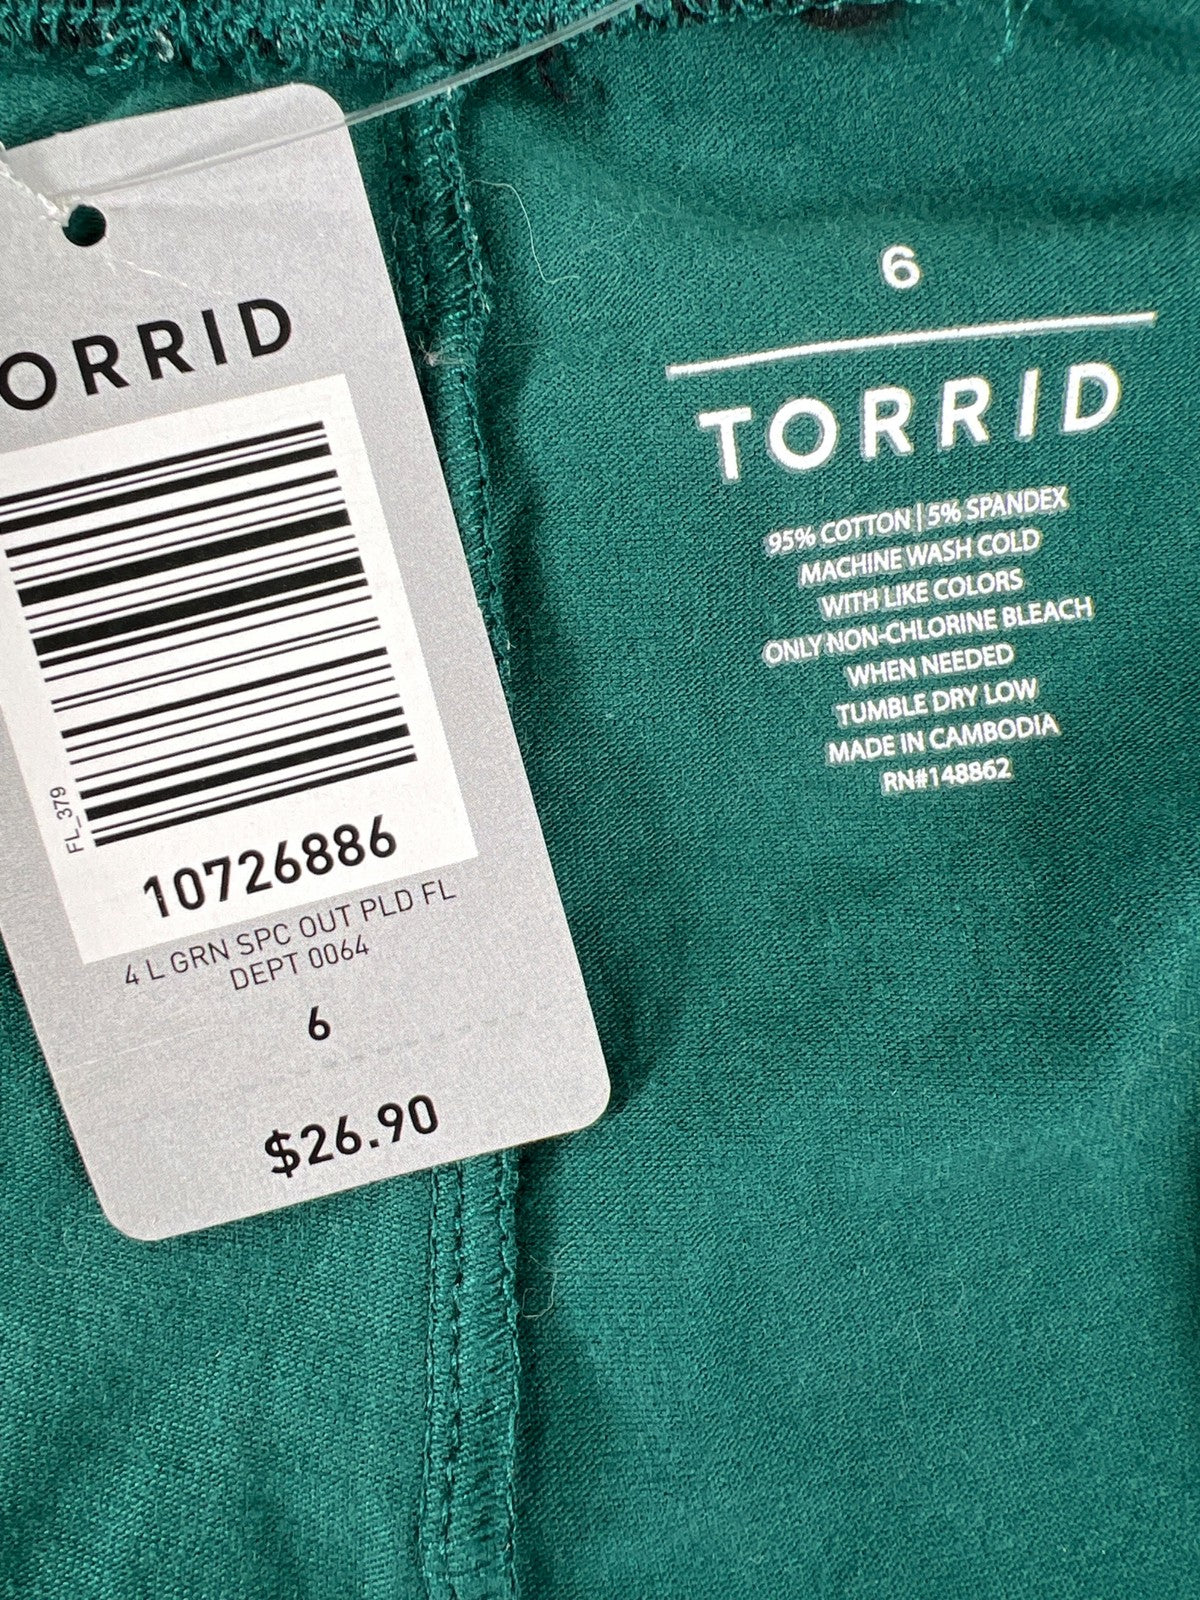 ORRID
FL_379
10726886
4 L GRN SPC OUT PLD FL
DEPT 0064
6
$26.90
6
TORRID
95% COTTON | 5% SPANDEX
MACHINE WASH COLD
WITH LIKE COLORS
ONLY NON-CHLORINE BLEACH
WHEN NEEDED
TUMBLE DRY LOW
MADE IN CAMBODIA
RN#148862